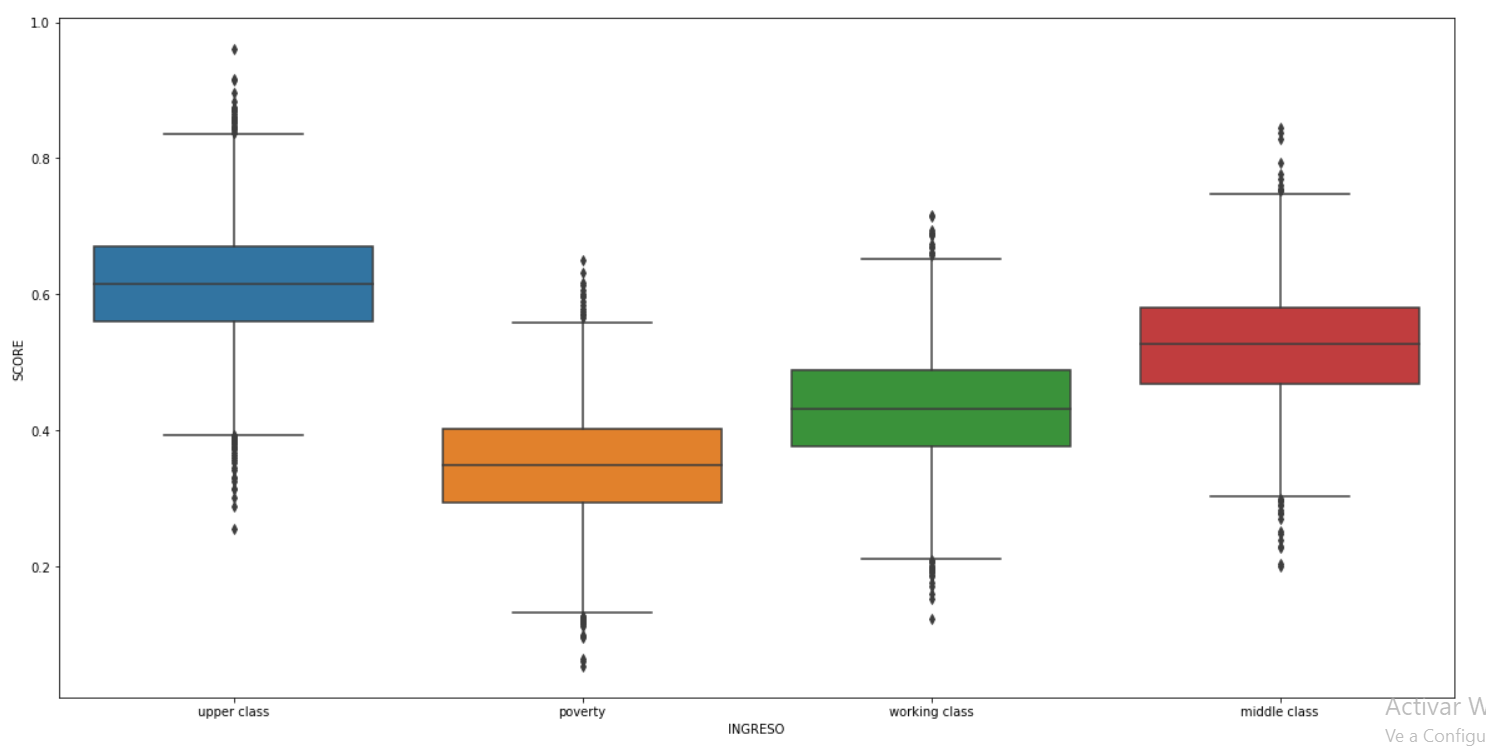 1.0
0.8
0.6
0.4
0.2
SCORE
upper class
poverty
working class
middle class
INGRESO
Activar W
Ve a Configu